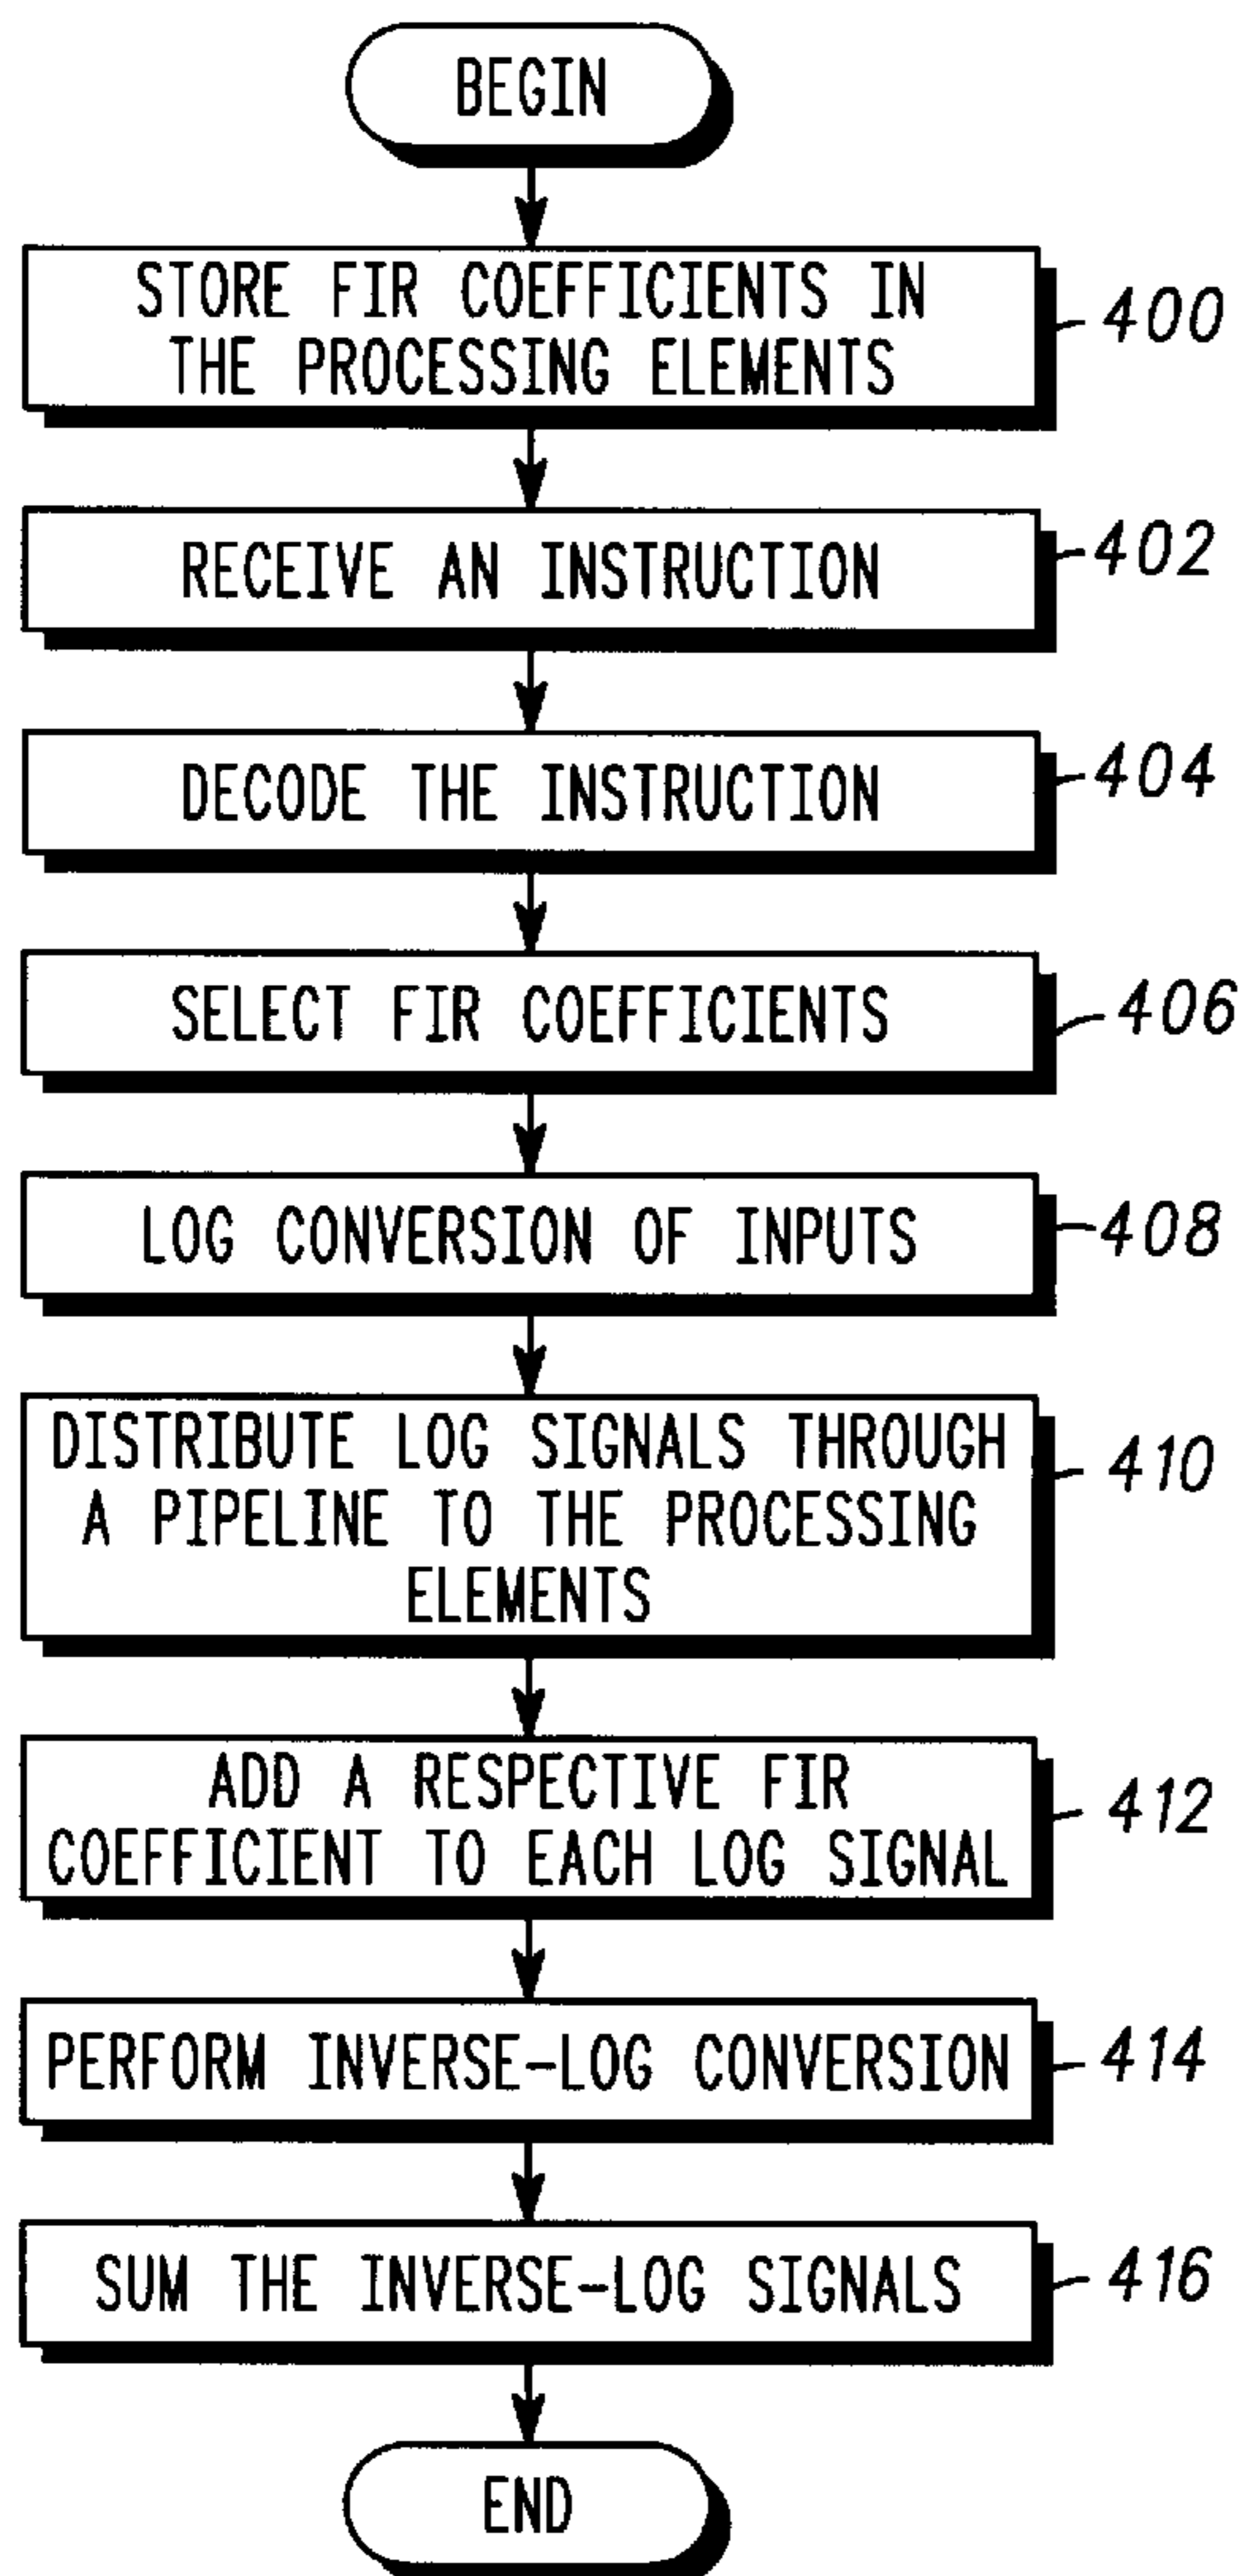 BEGIN
STORE FIR COEFFICIENTS IN
THE PROCESSING ELEMENTS
400
RECEIVE AN INSTRUCTION
402
DECODE THE INSTRUCTION
404
SELECT FIR COEFFICIENTS
406
LOG CONVERSION OF INPUTS
408
DISTRIBUTE LOG SIGNALS THROUGH
A PIPELINE TO THE PROCESSING
ELEMENTS
410
ADD A RESPECTIVE FIR
COEFFICIENT TO EACH LOG SIGNAL
412
PERFORM INVERSE-LOG CONVERSION
414
SUM THE INVERSE-LOG SIGNALS
416
END